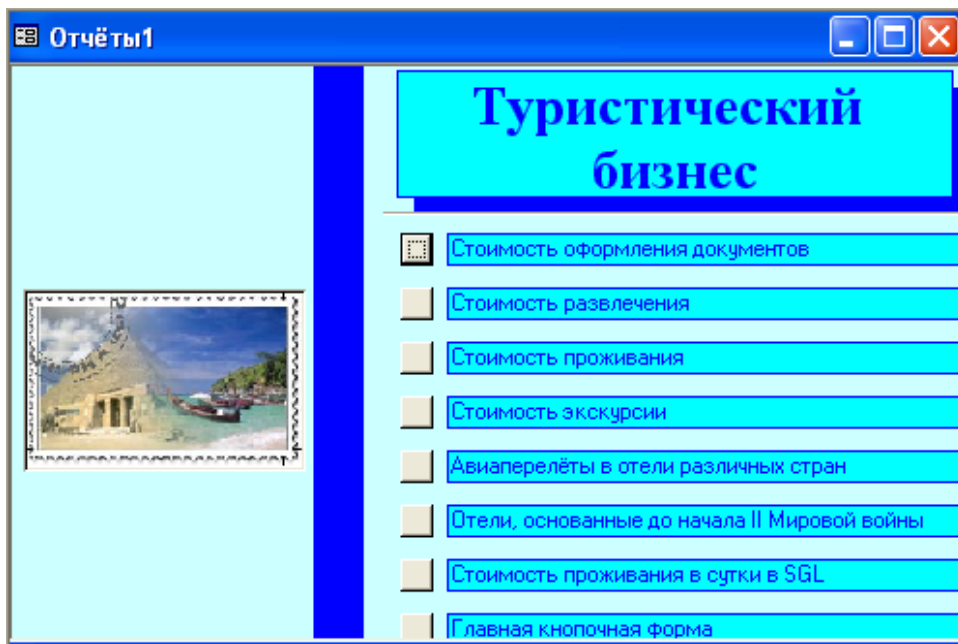 Отчёты1
Туристический
бизнес
Стоимость оформления документов
Стоимость развлечения
Стоимость проживания
Стоимость экскурсии
Авиаперелёты в отели различных стран
Отели, основанные до начала II Мировой войны
Стоимость проживания в сутки в SGL
Главная кнопочная форма